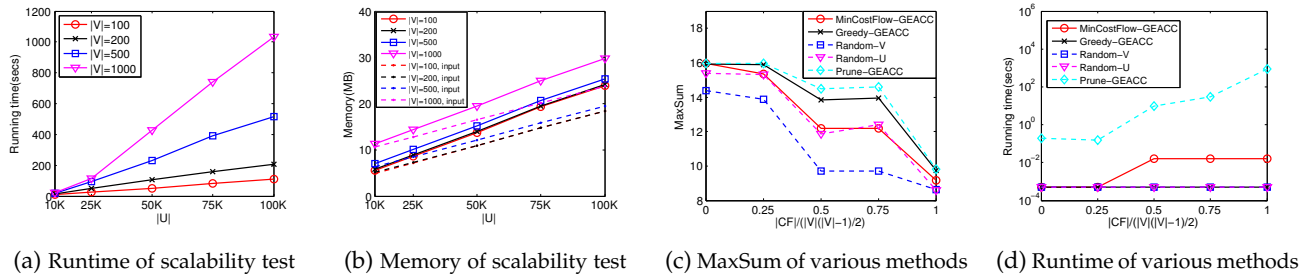 1200
1000
800
600
400
200
0
10K 25K 50K 75K 100K
|U|
Running time(secs)
|V|=100
|V|=200
|V|=500
|V|=1000
(a) Runtime of scalability test
40
30
20
10
0
10K 25K 50K 75K 100K
|U|
Memory(MB)
|V|=100
|V|=200
|V|=500
|V|=1000
|V|=100, input
|V|=200, input
|V|=500, input
|V|=1000, input
(b) Memory of scalability test
20
18
16
14
12
10
8
0 0.25 0.5 0.75 1
|CF|/(|V|(|V|−1)/2)
MaxSum
MinCostFlow−GEACC
Greedy−GEACC
Random−V
Random−U
Prune−GEACC
(c) MaxSum of various methods
10^6
10^4
10^2
10^0
10^−2
10^−4
0 0.25 0.5 0.75 1
|CF|/(|V|(|V|−1)/2)
Running time(secs)
MinCostFlow−GEACC
Greedy−GEACC
Random−V
Random−U
Prune−GEACC
(d) Runtime of various methods